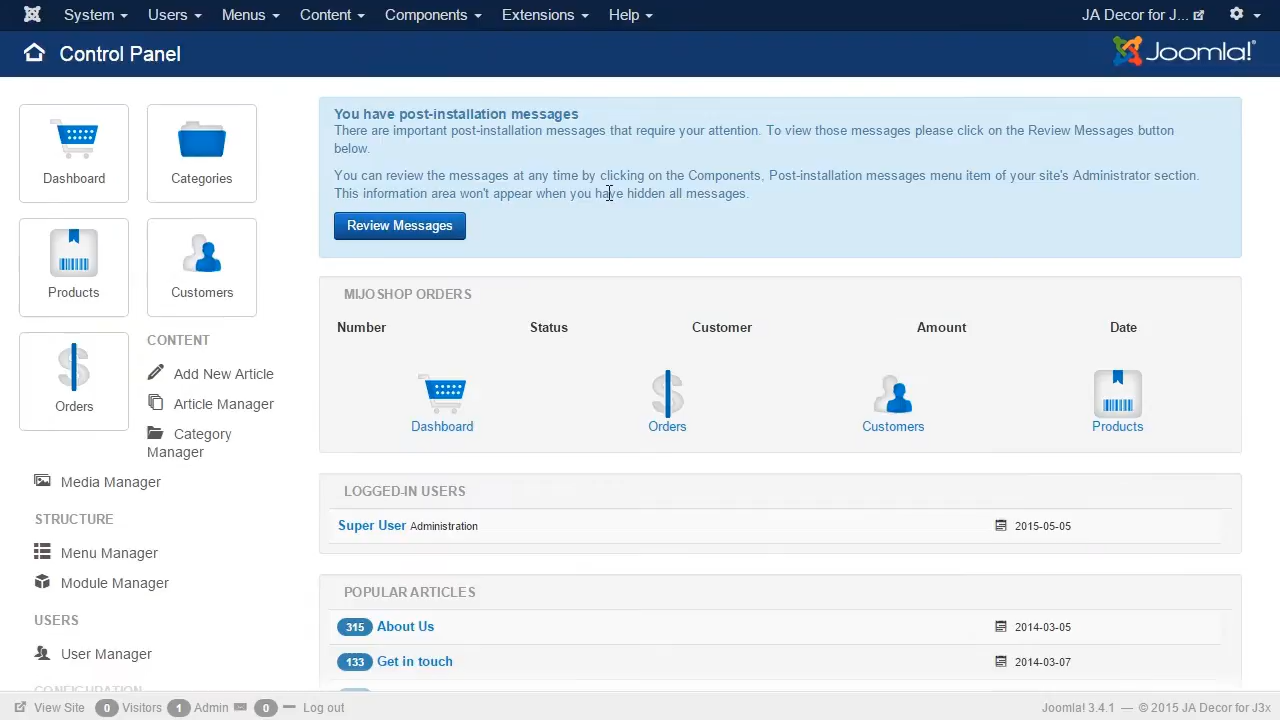 System Users Menus Content Components Extensions Help JA Decor for J...
Control Panel
Joomla!®
Dashboard
Categories
Products
Customers
Orders
CONTENT
Add New Article
Article Manager
Category
Manager
Media Manager
STRUCTURE
Menu Manager
Module Manager
USERS
User Manager
CONFIGURATION
You have post-installation messages
There are important post-installation messages that require your attention. To view those messages please click on the Review Messages button
below.
You can review the messages at any time by clicking on the Components, Post-installation messages menu item of your site's Administrator section.
This information area won't appear when you have hidden all messages.
Review Messages
MIJOSHOP ORDERS
Number Status Customer Amount Date
Dashboard Orders Customers Products
LOGGED-IN USERS
Super User Administration 2015-05-05
POPULAR ARTICLES
315 About Us 2014-03-05
133 Get in touch 2014-03-07
View Site 0 Visitors 1 Admin 0 Log out Joomla! 3.4.1 — © 2015 JA Decor for J3x